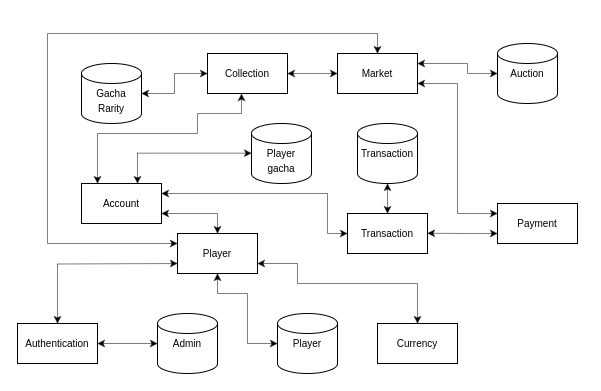 Collection
Market
Auction
Gacha
Rarity
Player
gacha
Transaction
Account
Transaction
Payment
Player
Authentication
Admin
Player
Currency